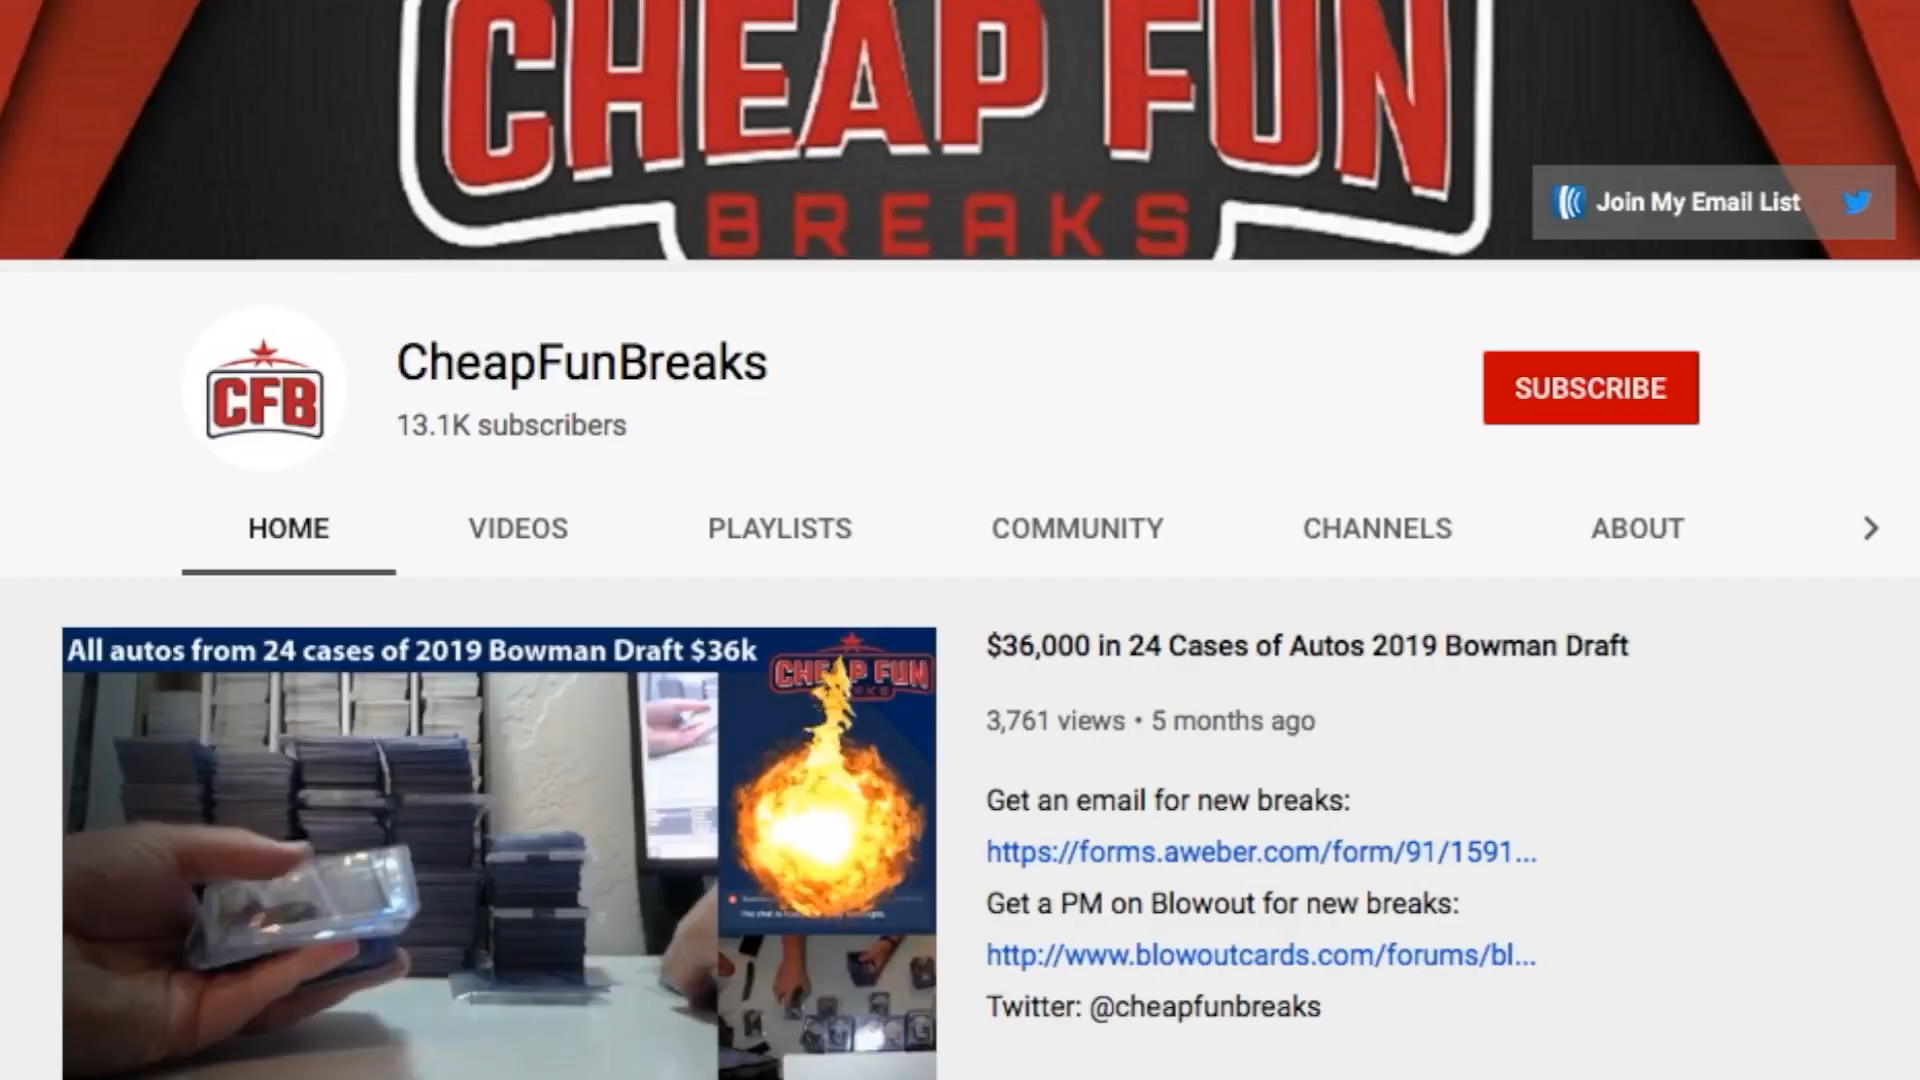 CHEAP FUN
BREAKS
Join My Email List
CFB
CheapFunBreaks
13.1K subscribers
SUBSCRIBE
HOME VIDEOS PLAYLISTS COMMUNITY CHANNELS ABOUT
All autos from 24 cases of 2019 Bowman Draft $36k
CHEAP FUN
$36,000 in 24 Cases of Autos 2019 Bowman Draft
3,761 views • 5 months ago
Get an email for new breaks:
https://forms.aweber.com/form/91/1591...
Get a PM on Blowout for new breaks:
http://www.blowoutcards.com/forums/bl...
Twitter: @cheapfunbreaks